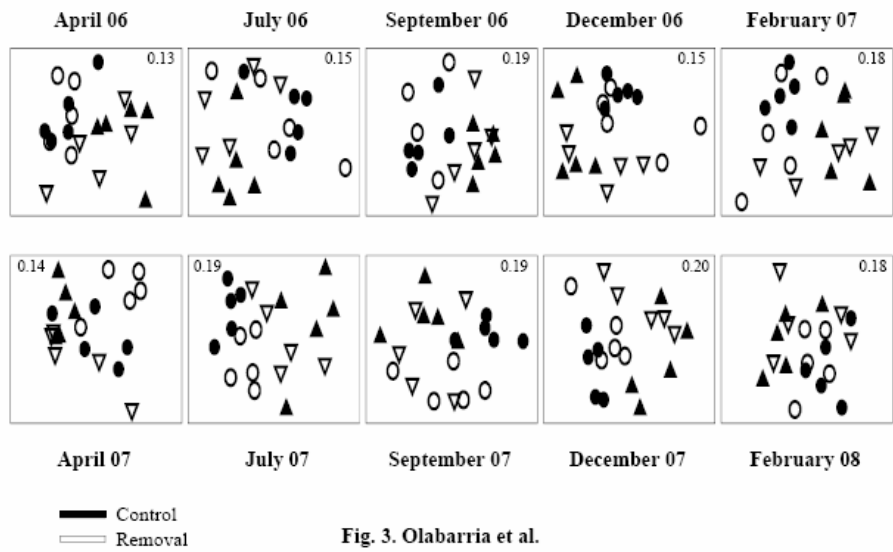 April 06 July 06 September 06 December 06 February 07
0.13 0.15 0.19 0.15 0.18
0.14 0.19 0.19 0.20 0.18
April 07 July 07 September 07 December 07 February 08
Control
Removal
Fig. 3. Olabarria et al.